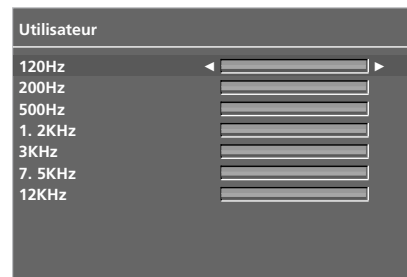 Utilisateur
120Hz
200Hz
500Hz
1. 2KHz
3KHz
7. 5KHz
12KHz